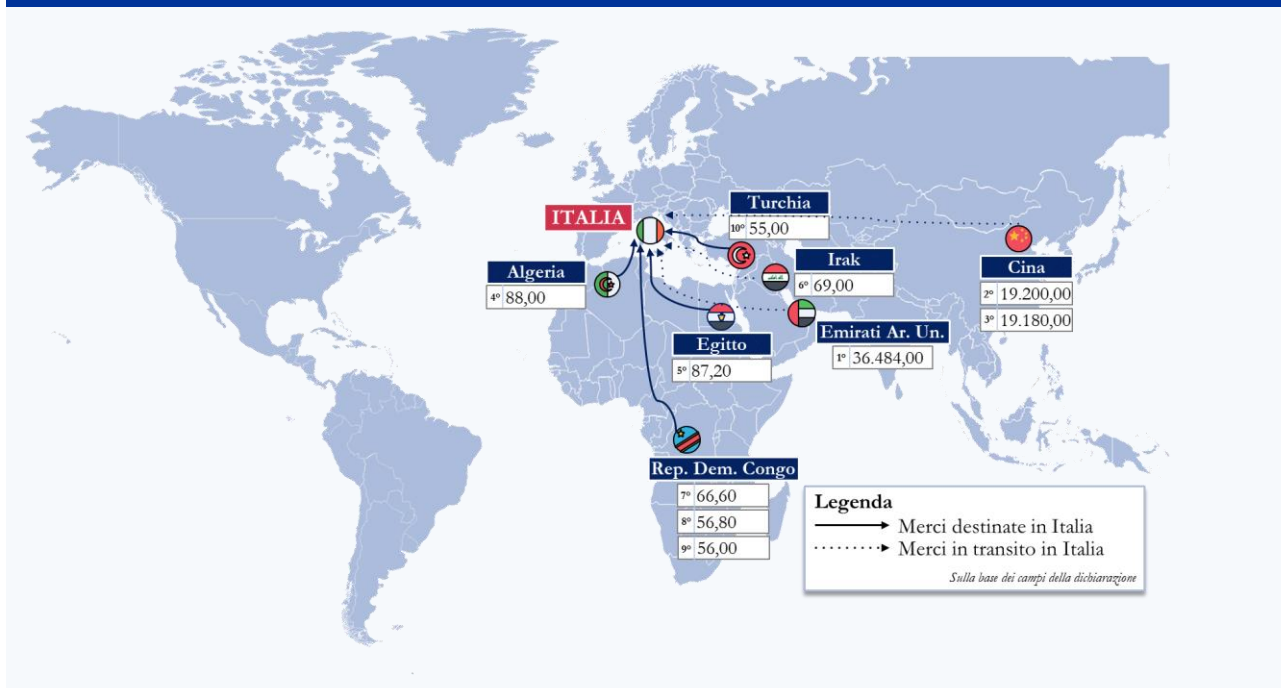 ITALIA
Turchia
10° 55,00
Algeria
4° 88,00
Irak
6° 69,00
Cina
2° 19.200,00
3° 19.180,00
Egitto
5° 87,20
Emirati Ar. Un.
1° 36.484,00
Rep. Dem. Congo
7° 66,60
8° 56,80
9° 56,00
Legenda
Merci destinate in Italia
Merci in transito in Italia
Sulla base dei campi della dichiarazione